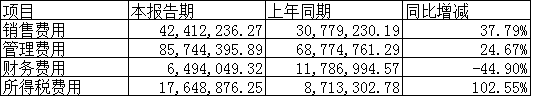 项目 本报告期 上年同期 同比增减
销售费用 42,412,236.27 30,779,230.19 37.79%
管理费用 85,744,395.89 68,774,761.29 24.67%
财务费用 6,494,049.32 11,786,994.57 -44.90%
所得税费用 17,648,876.25 8,713,302.78 102.55%